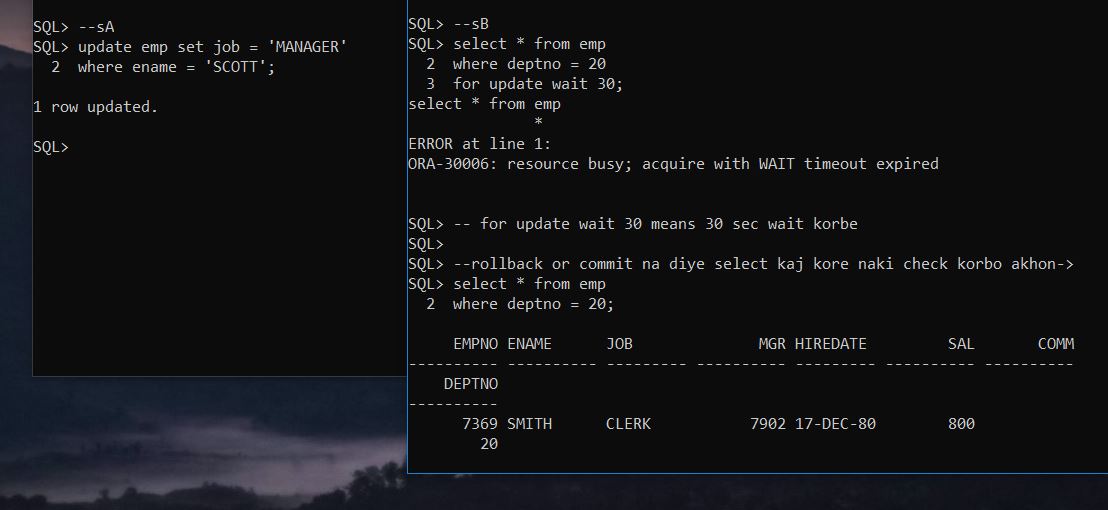 SQL> --sA
SQL> update emp set job = 'MANAGER'
  2  where ename = 'SCOTT';
1 row updated.
SQL>
SQL> --sB
SQL> select * from emp
  2  where deptno = 20
  3  for update wait 30;
select * from emp
              *
ERROR at line 1:
ORA-30006: resource busy; acquire with WAIT timeout expired
SQL> -- for update wait 30 means 30 sec wait korbe
SQL>
SQL> --rollback or commit na diye select kaj kore naki check korbo akhon->
SQL> select * from emp
  2  where deptno = 20;
     EMPNO ENAME      JOB              MGR HIREDATE         SAL       COMM
---------- ---------- --------- ---------- --------- ---------- ----------
    DEPTNO
----------
      7369 SMITH      CLERK           7902 17-DEC-80        800
        20